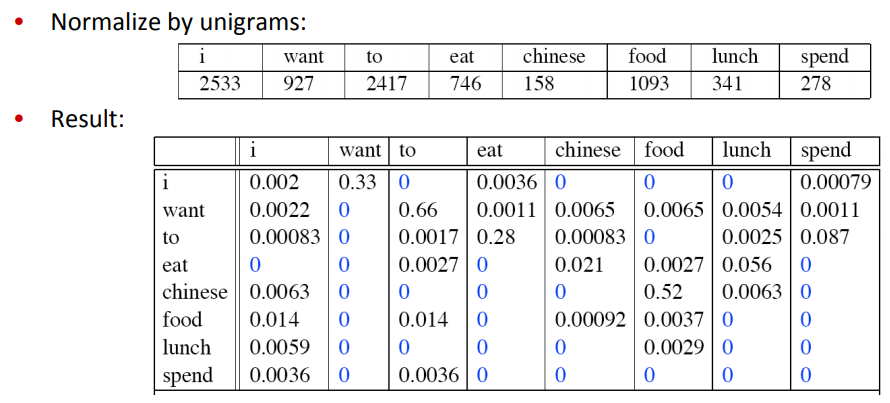 • Normalize by unigrams:
i want to eat chinese food lunch spend
2533 927 2417 746 158 1093 341 278
• Result:
i want to eat chinese food lunch spend
i 0.002 0.33 0 0.0036 0 0 0 0.00079
want 0.0022 0 0.66 0.0011 0.0065 0.0065 0.0054 0.0011
to 0.00083 0 0.0017 0.28 0.00083 0 0.0025 0.087
eat 0 0 0.0027 0 0.021 0.0027 0.056 0
chinese 0.0063 0 0 0 0 0.52 0.0063 0
food 0.014 0 0.014 0 0.00092 0.0037 0 0
lunch 0.0059 0 0 0 0 0.0029 0 0
spend 0.0036 0 0.0036 0 0 0 0 0